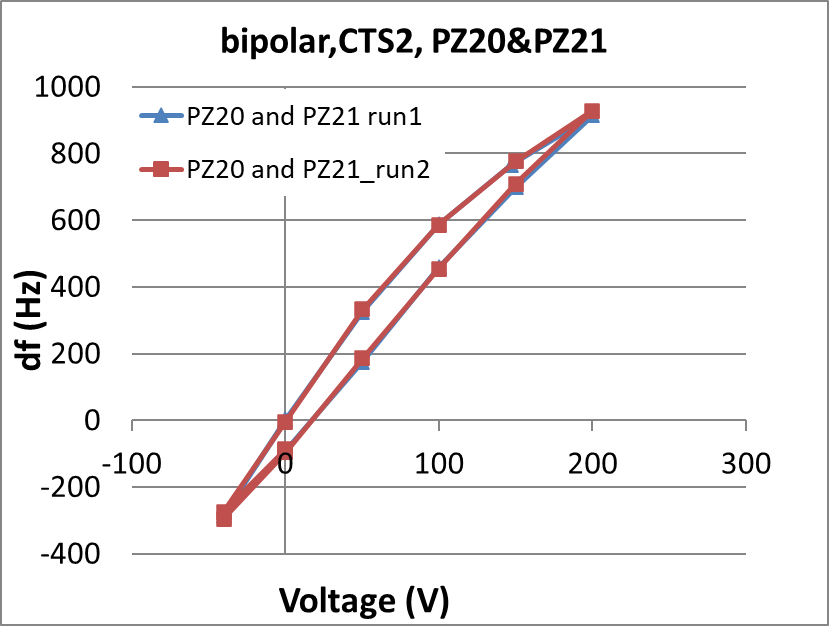 bipolar,CTS2, PZ20&PZ21
1000
PZ20 and PZ21 run1
800
PZ20 and PZ21_run2
600
400
200
0
-200
-400
df (Hz)
-100 0 100 200 300
Voltage (V)